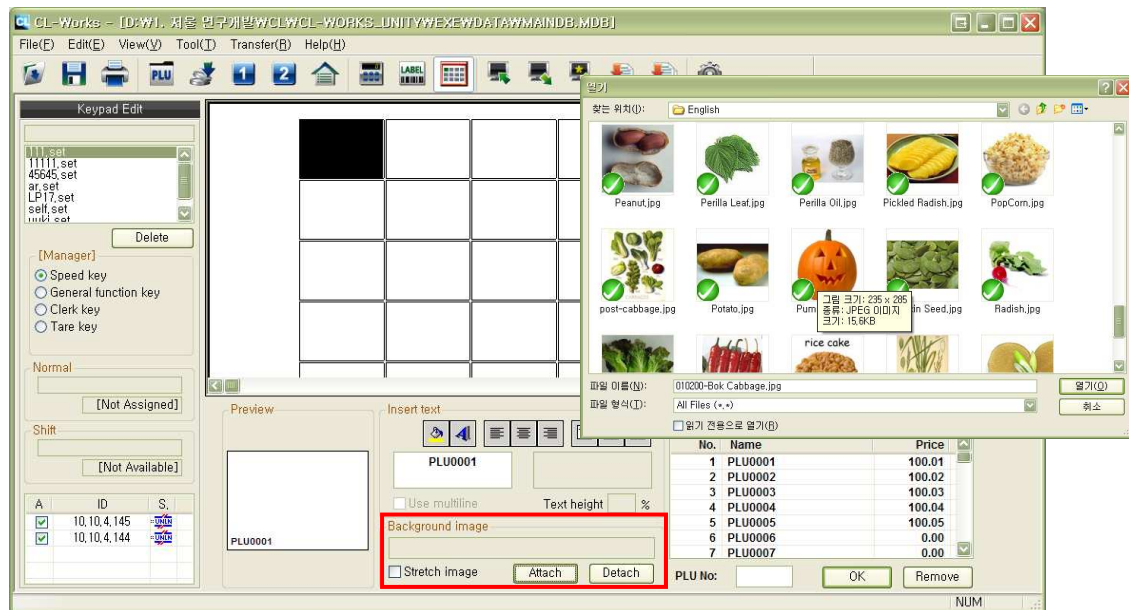 CL-Works - [D:₩1. 저울 연구개발₩CL₩CL-WORKS_UNITY₩EXE₩DATA₩MAINDB.MDB]
File(F) Edit(E) View(V) Tool(T) Transfer(R) Help(H)
PLU 1 2 LABEL
Keypad Edit
111.set
11111.set
45645.set
ar.set
LP17.set
self.set
uuki.set
Delete
[Manager]
Speed key
General function key
Clerk key
Tare key
Normal
[Not Assigned]
Shift
[Not Available]
A ID S.
10.10.4.145 UNLN
10.10.4.144 UNLN
Preview
PLU0001
Insert text
PLU0001
Use multiline Text height %
Background image
Stretch image Attach Detach
열기
찾는 위치(I): English
Peanut.jpg Perilla Leaf.jpg Perilla Oil.jpg Pickled Radish.jpg PopCorn.jpg
post-cabbage.jpg Potato.jpg Pum in Seed.jpg Radish.jpg
그림 크기: 235 x 285
종류: JPEG 이미지
크기: 15.6KB
rice cake
파일 이름(N): 010200-Bok Cabbage.jpg 열기(O)
파일 형식(T): All Files (*.*) 취소
읽기 전용으로 열기(R)
No. Name Price
1 PLU0001 100.01
2 PLU0002 100.02
3 PLU0003 100.03
4 PLU0004 100.04
5 PLU0005 100.05
6 PLU0006 0.00
7 PLU0007 0.00
PLU No: OK Remove
NUM